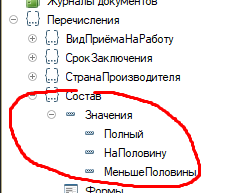 Журналы документов
Перечисления
ВидПриёмаНаРаботу
СрокЗаключения
СтранаПроизводителя
Состав
Значения
Полный
НаПоловину
МеньшеПоловины
Формы